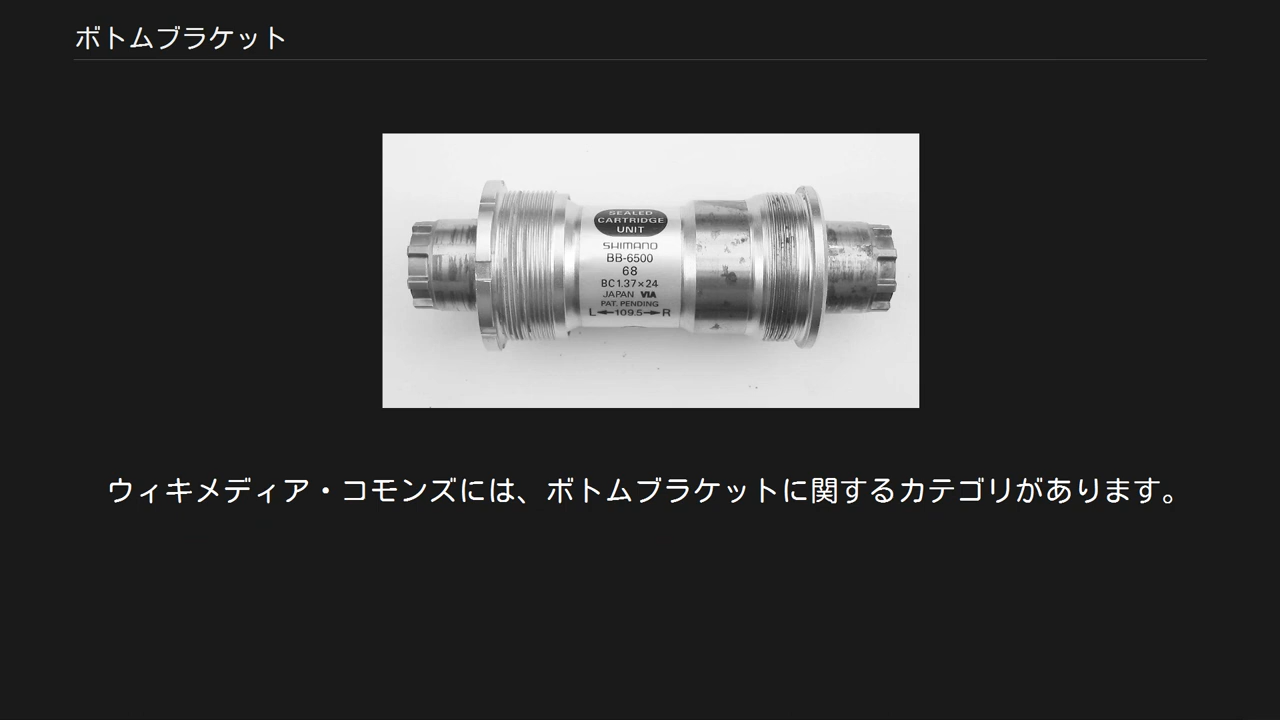 ボトムブラケット
SEALED
CARTRIDGE
UNIT
SHIMANO
BB-6500
68
BC1.37×24
JAPAN VIA
PAT. PENDING
L←109.5→R
ウィキメディア・コモンズには、ボトムブラケットに関するカテゴリがあります。